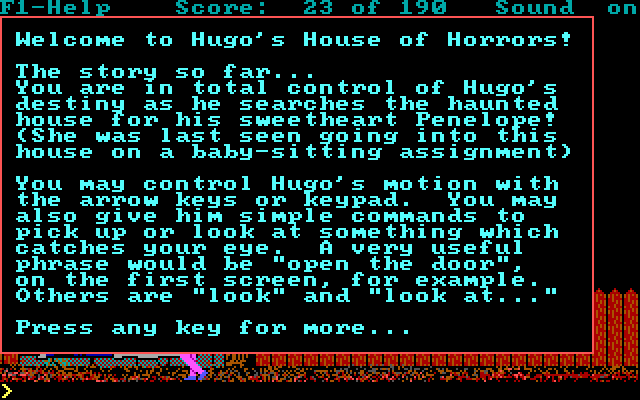 F1-Help   Score:  23 of 190  Sound  on
Welcome to Hugo's House of Horrors!
The story so far...
You are in total control of Hugo's
destiny as he searches the haunted
house for his sweetheart Penelope!
(She was last seen going into this
house on a baby-sitting assignment)
You may control Hugo's motion with
the arrow keys or keypad.  You may
also give him simple commands to
pick up or look at something which
catches your eye.  A very useful
phrase would be "open the door",
on the first screen, for example.
Others are "look" and "look at..."
Press any key for more...
>